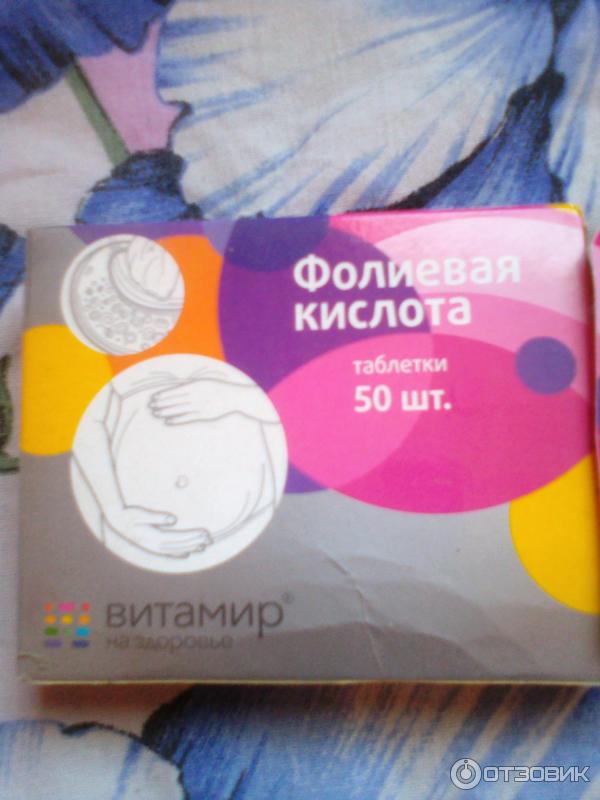 Фолиевая
кислота
таблетки
50 шт.
витамир®
на здоровье
ОТЗОВИК